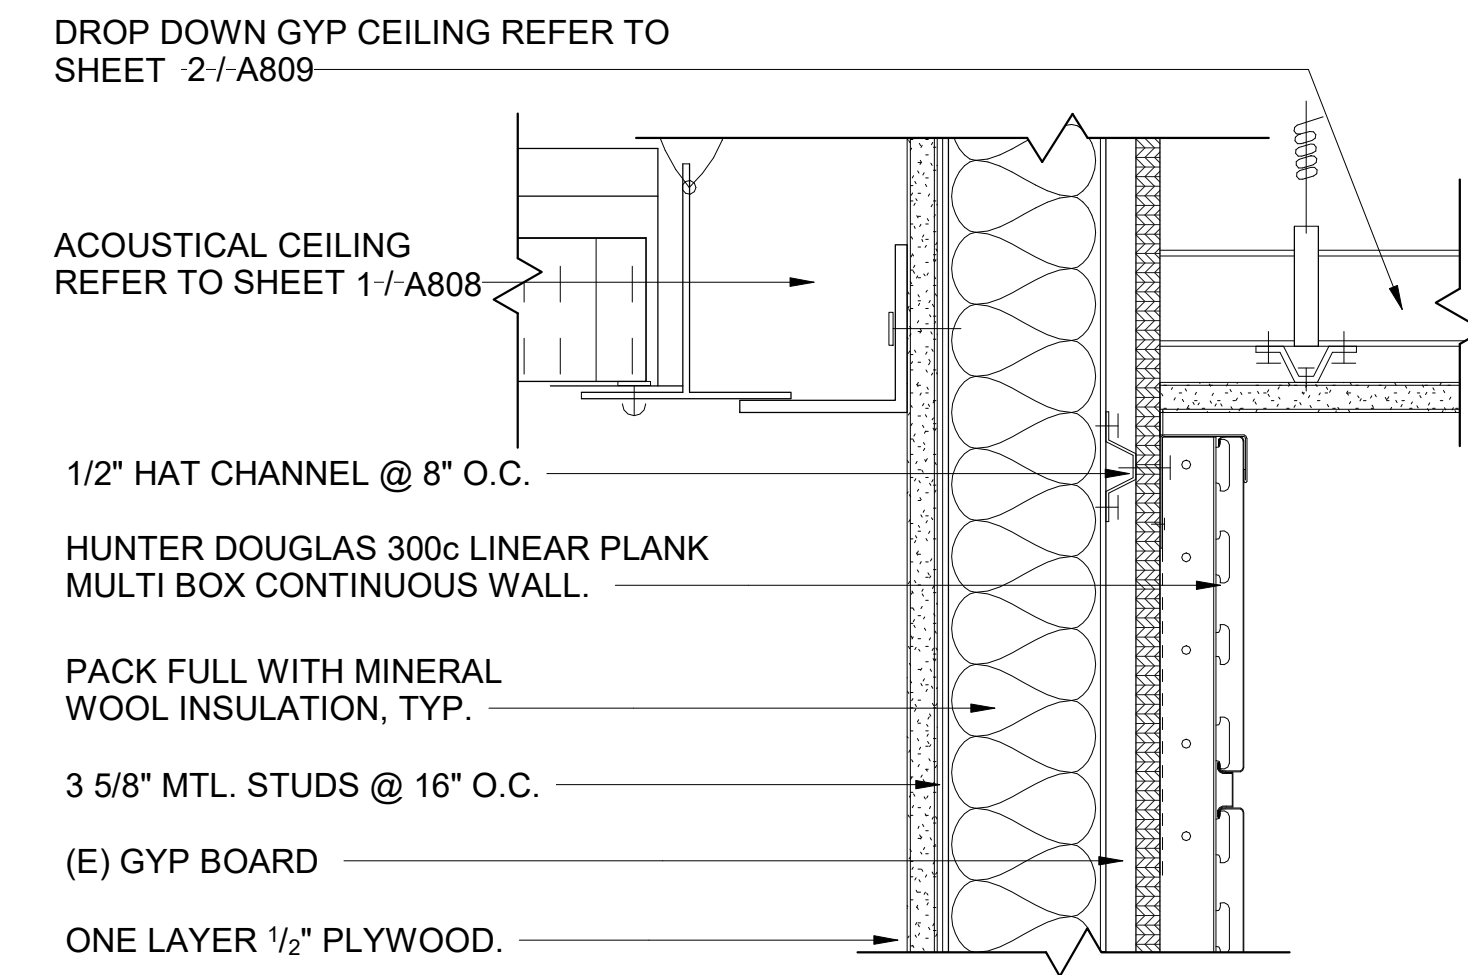 DROP DOWN GYP CEILING REFER TO
SHEET 2 / A809
ACOUSTICAL CEILING
REFER TO SHEET 1 / A808
1/2" HAT CHANNEL @ 8" O.C.
HUNTER DOUGLAS 300c LINEAR PLANK
MULTI BOX CONTINUOUS WALL.
PACK FULL WITH MINERAL
WOOL INSULATION, TYP.
3 5/8" MTL. STUDS @ 16" O.C.
(E) GYP BOARD
ONE LAYER 1/2" PLYWOOD.